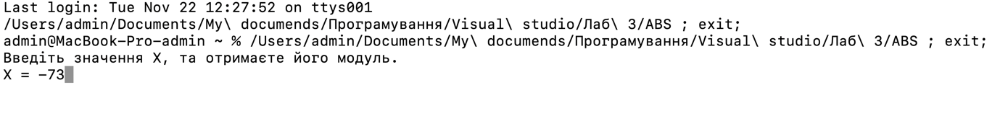 Last login: Tue Nov 22 12:27:52 on ttys001
/Users/admin/Documents/My\ documends/Програмування/Visual\ studio/Лаб\ 3/ABS ; exit;
admin@MacBook-Pro-admin ~ % /Users/admin/Documents/My\ documends/Програмування/Visual\ studio/Лаб\ 3/ABS ; exit;
Введіть значення X, та отримаєте його модуль.
X = -73